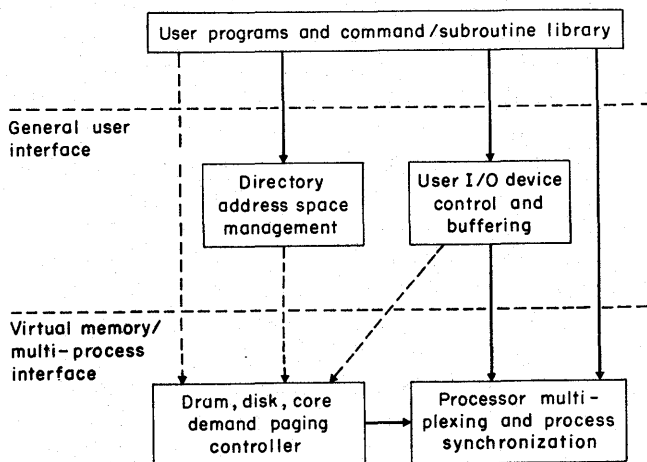 User programs and command/subroutine library
General user
interface
Directory
address space
management
User I/O device
control and
buffering
Virtual memory/
multi-process
interface
Dram, disk, core
demand paging
controller
Processor multi-
plexing and process
synchronization